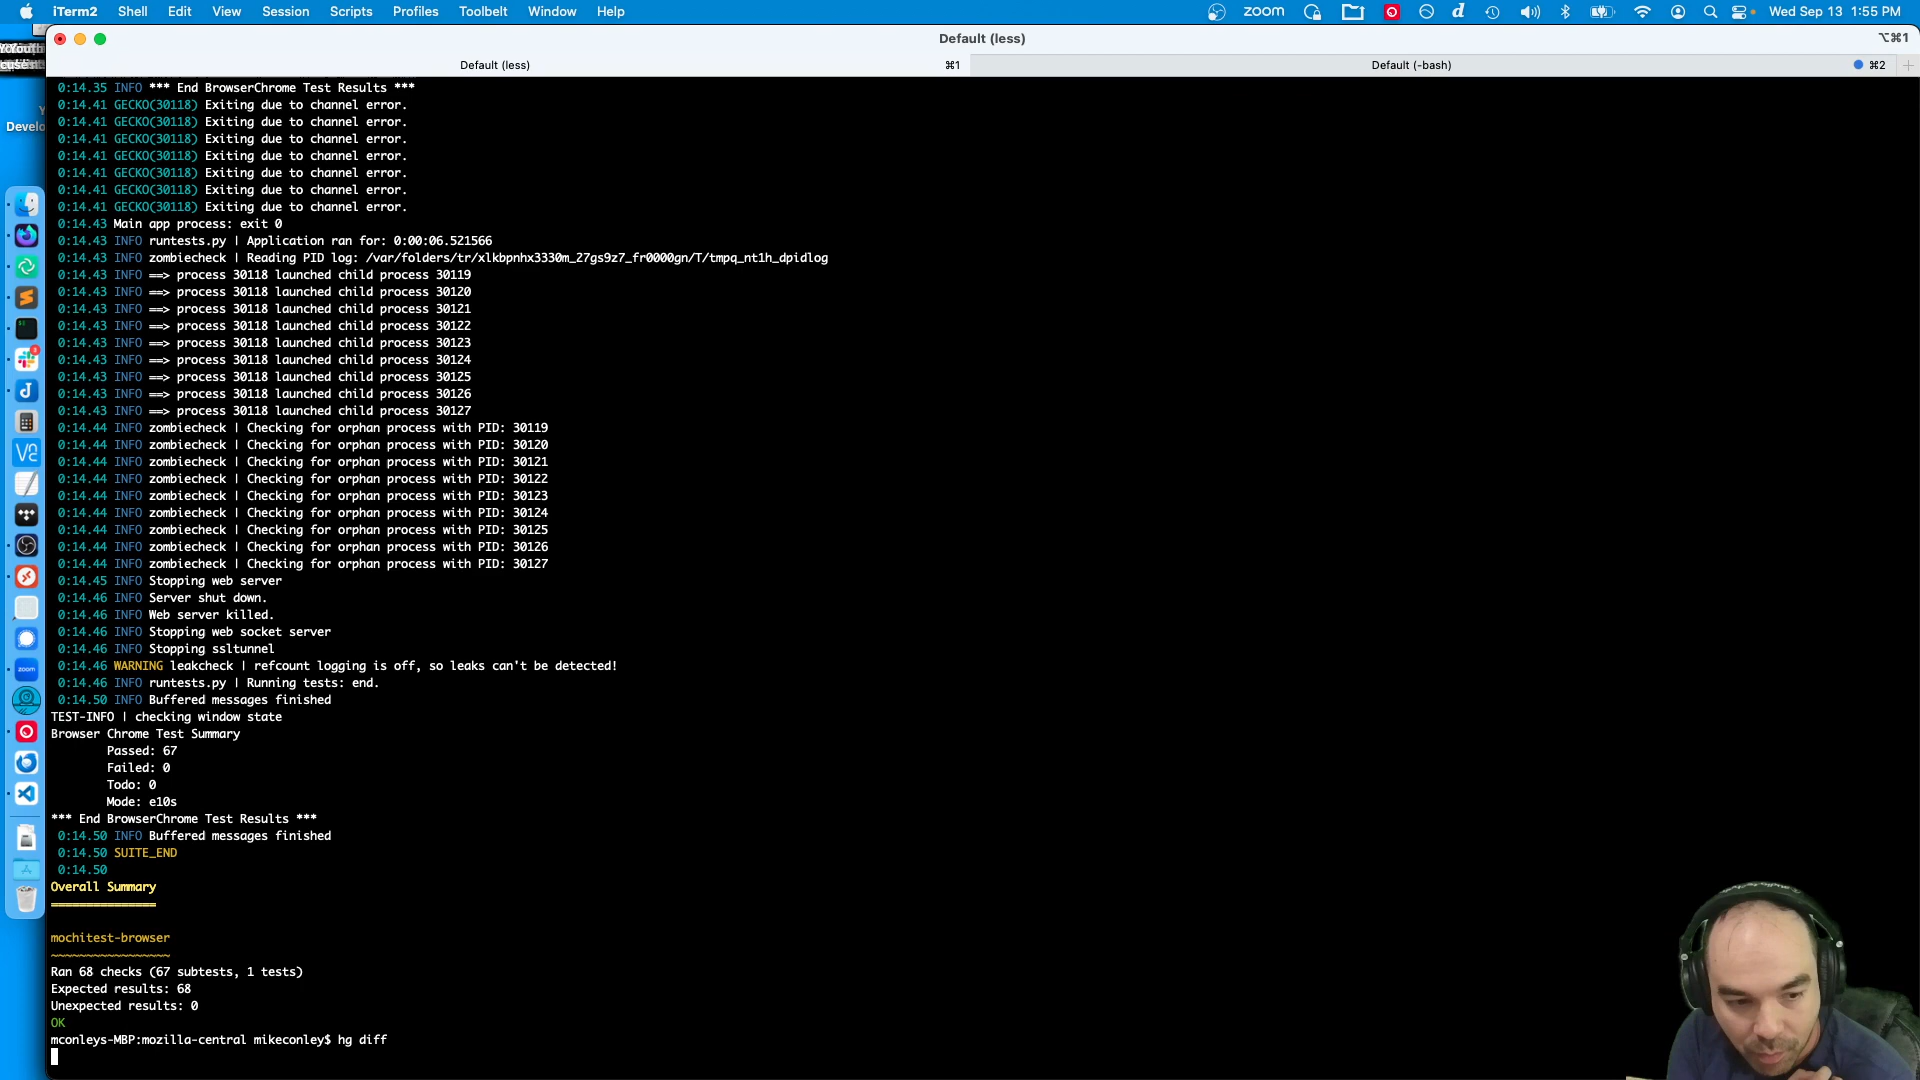 iTerm2 Shell Edit View Session Scripts Profiles Toolbelt Window Help zoom Wed Sep 13 1:55 PM
Default (less) ⌥⌘1
Default (less) ⌘1 Default (-bash) ⌘2
Develo
0:14.35 INFO *** End BrowserChrome Test Results ***
0:14.41 GECKO(30118) Exiting due to channel error.
0:14.41 GECKO(30118) Exiting due to channel error.
0:14.41 GECKO(30118) Exiting due to channel error.
0:14.41 GECKO(30118) Exiting due to channel error.
0:14.41 GECKO(30118) Exiting due to channel error.
0:14.41 GECKO(30118) Exiting due to channel error.
0:14.41 GECKO(30118) Exiting due to channel error.
0:14.43 Main app process: exit 0
0:14.43 INFO runtests.py | Application ran for: 0:00:06.521566
0:14.43 INFO zombiecheck | Reading PID log: /var/folders/tr/xlkbpnhx3330m_27gs9z7_fr0000gn/T/tmpq_nt1h_dpidlog
0:14.43 INFO ==> process 30118 launched child process 30119
0:14.43 INFO ==> process 30118 launched child process 30120
0:14.43 INFO ==> process 30118 launched child process 30121
0:14.43 INFO ==> process 30118 launched child process 30122
0:14.43 INFO ==> process 30118 launched child process 30123
0:14.43 INFO ==> process 30118 launched child process 30124
0:14.43 INFO ==> process 30118 launched child process 30125
0:14.43 INFO ==> process 30118 launched child process 30126
0:14.43 INFO ==> process 30118 launched child process 30127
0:14.44 INFO zombiecheck | Checking for orphan process with PID: 30119
0:14.44 INFO zombiecheck | Checking for orphan process with PID: 30120
0:14.44 INFO zombiecheck | Checking for orphan process with PID: 30121
0:14.44 INFO zombiecheck | Checking for orphan process with PID: 30122
0:14.44 INFO zombiecheck | Checking for orphan process with PID: 30123
0:14.44 INFO zombiecheck | Checking for orphan process with PID: 30124
0:14.44 INFO zombiecheck | Checking for orphan process with PID: 30125
0:14.44 INFO zombiecheck | Checking for orphan process with PID: 30126
0:14.44 INFO zombiecheck | Checking for orphan process with PID: 30127
0:14.45 INFO Stopping web server
0:14.46 INFO Server shut down.
0:14.46 INFO Web server killed.
0:14.46 INFO Stopping web socket server
0:14.46 INFO Stopping ssltunnel
0:14.46 WARNING leakcheck | refcount logging is off, so leaks can't be detected!
0:14.46 INFO runtests.py | Running tests: end.
0:14.50 INFO Buffered messages finished
TEST-INFO | checking window state
Browser Chrome Test Summary
Passed: 67
Failed: 0
Todo: 0
Mode: e10s
*** End BrowserChrome Test Results ***
0:14.50 INFO Buffered messages finished
0:14.50 SUITE_END
0:14.50
Overall Summary
===============
mochitest-browser
~~~~~~~~~~~~~~~~~
Ran 68 checks (67 subtests, 1 tests)
Expected results: 68
Unexpected results: 0
OK
mconleys-MBP:mozilla-central mikeconley$ hg diff